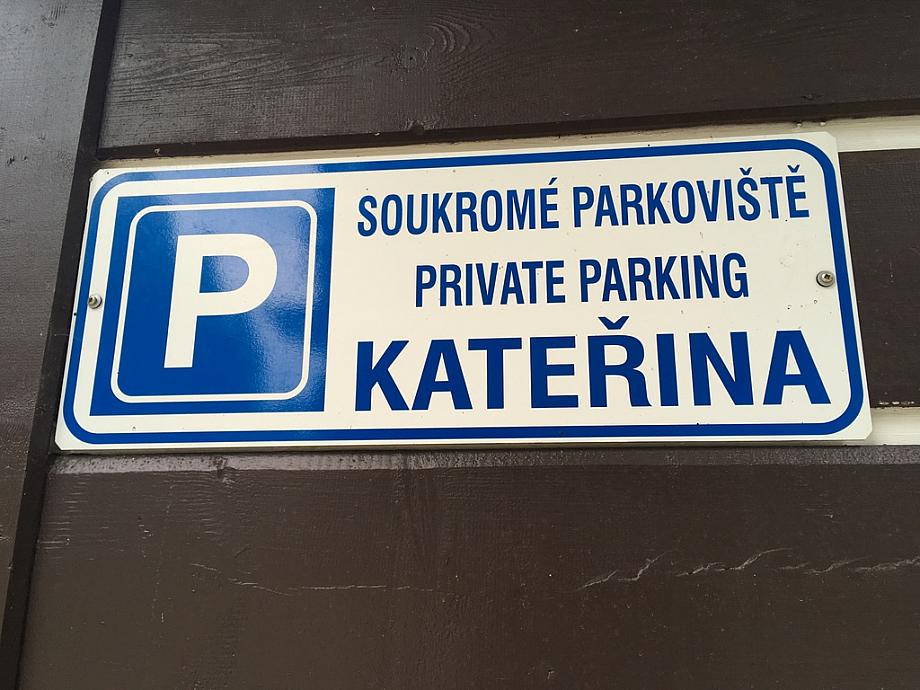 P
SOUKROMÉ PARKOVIŠTĚ
PRIVATE PARKING
KATEŘINA